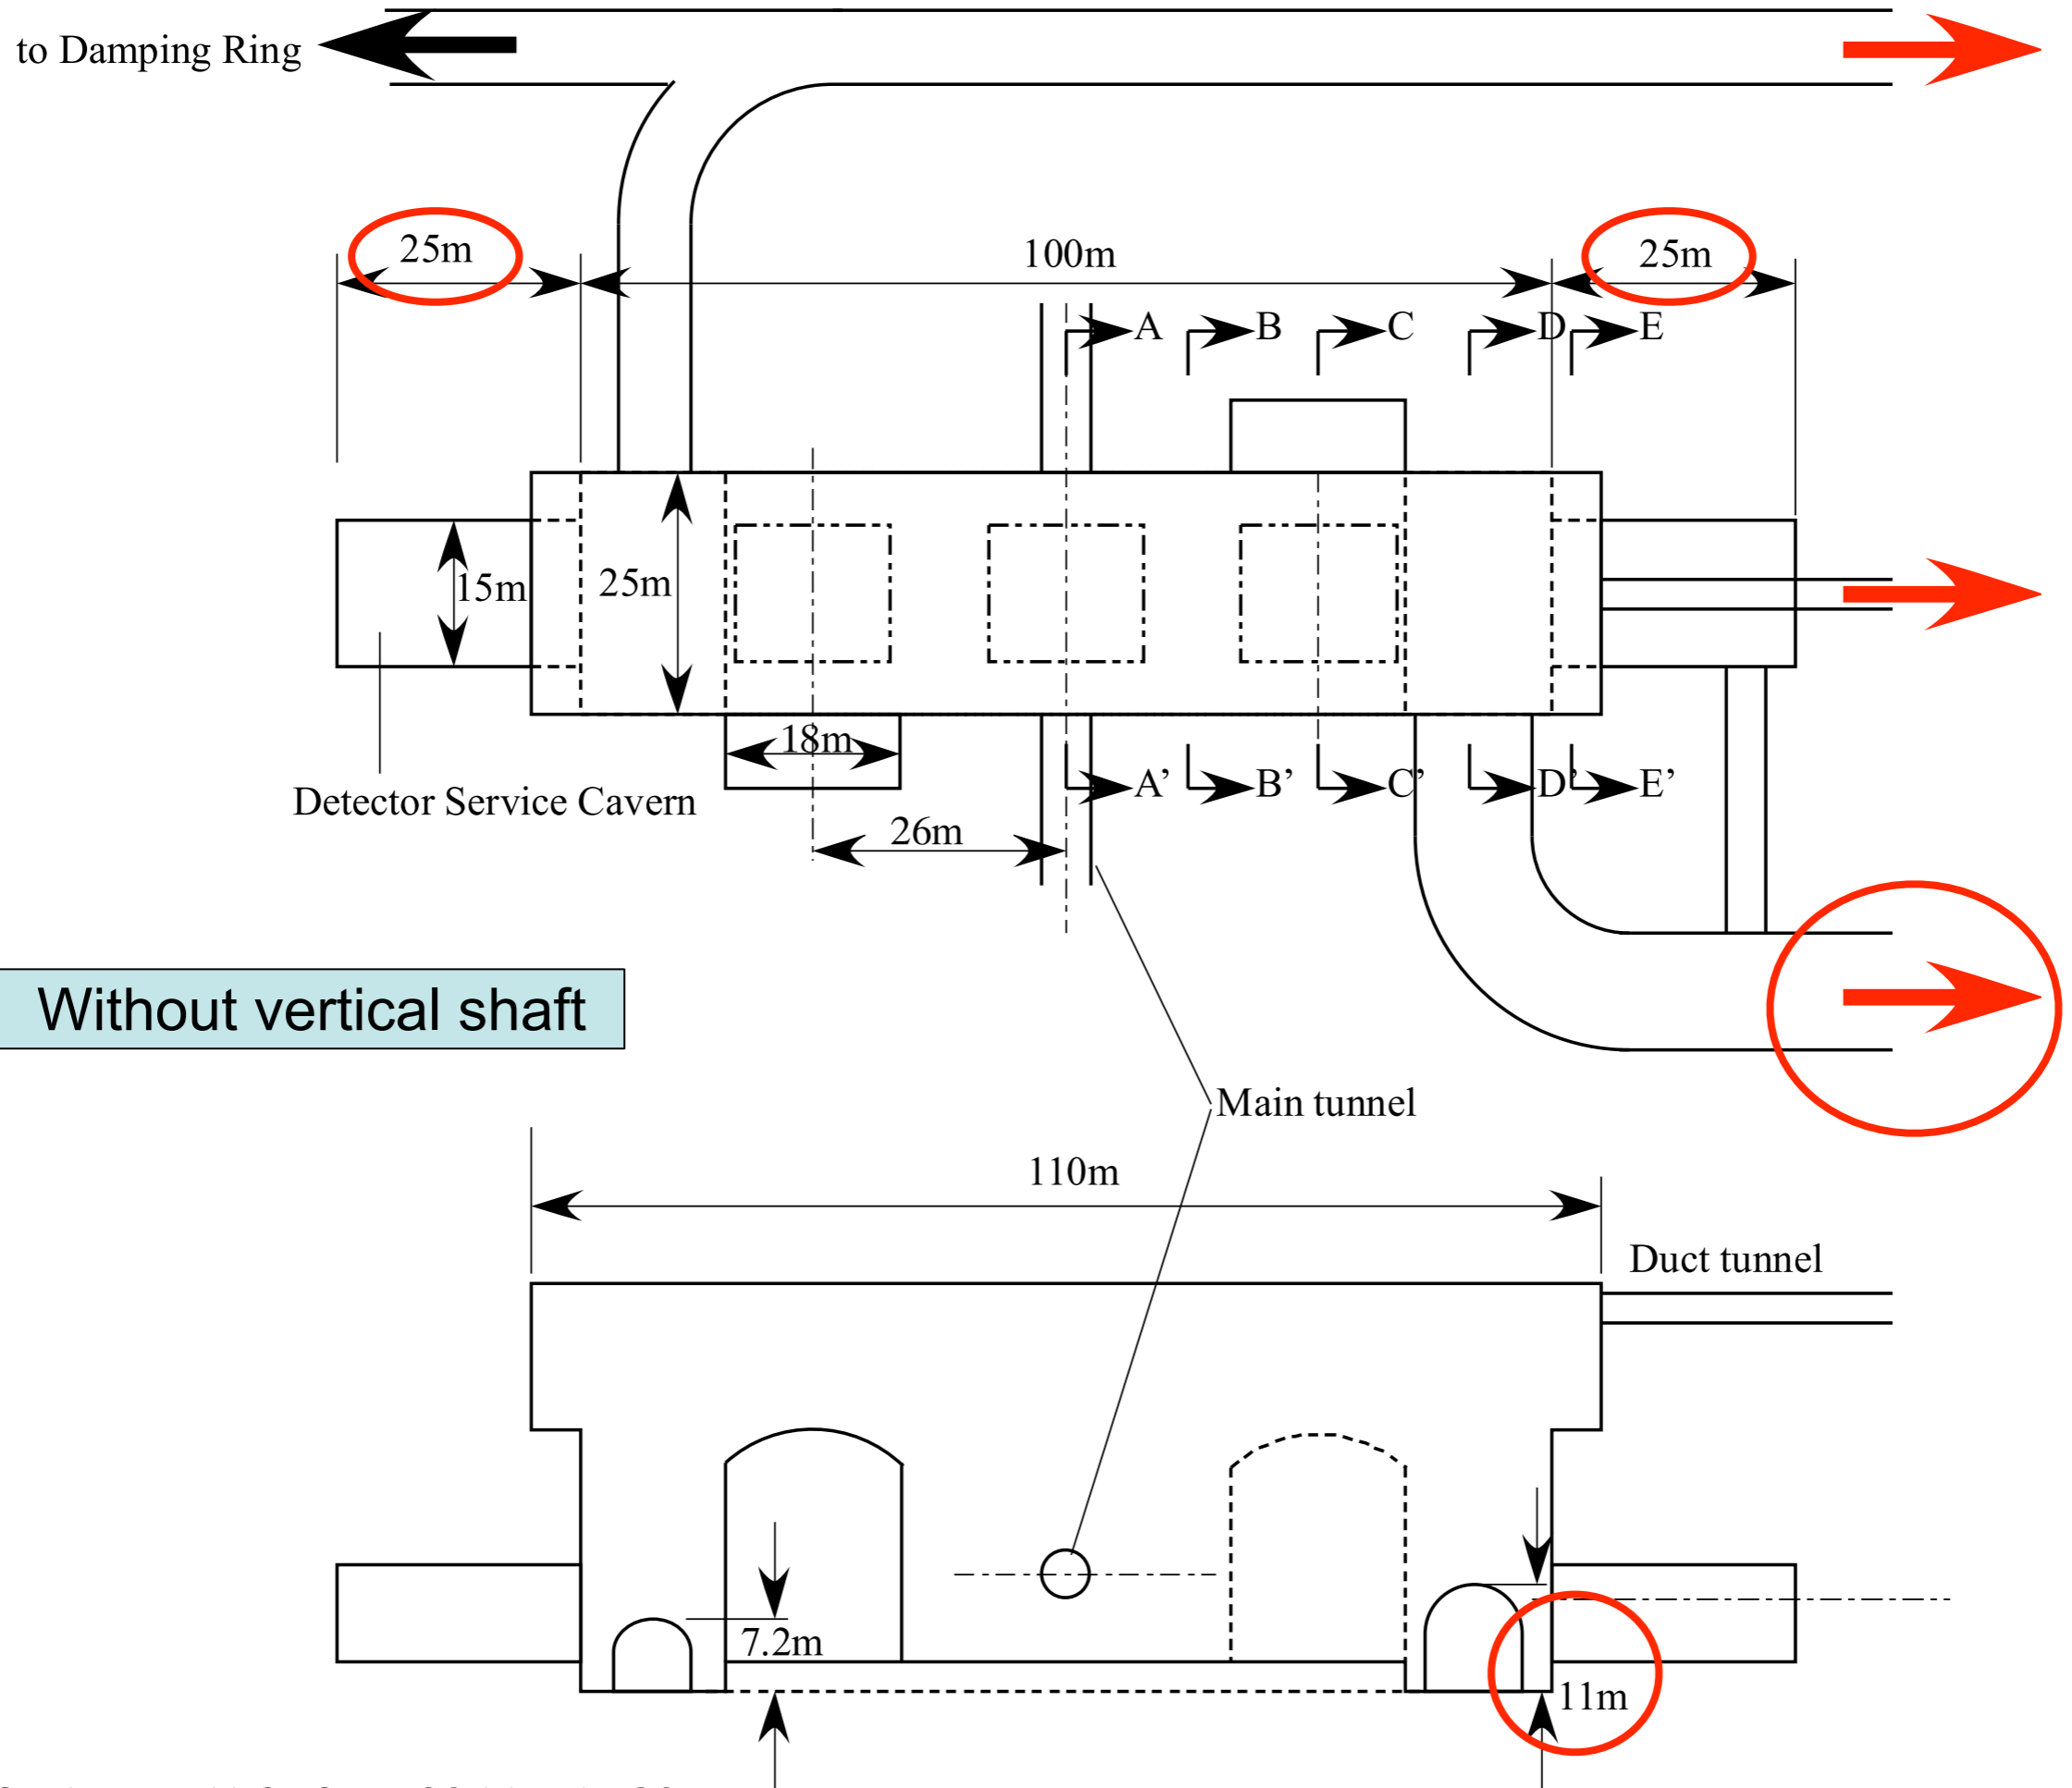 to Damping Ring
25m
100m
25m
A
B
C
D
E
15m
25m
18m
A’
B’
C’
D’
E’
Detector Service Cavern
26m
Without vertical shaft
Main tunnel
110m
Duct tunnel
7.2m
11m